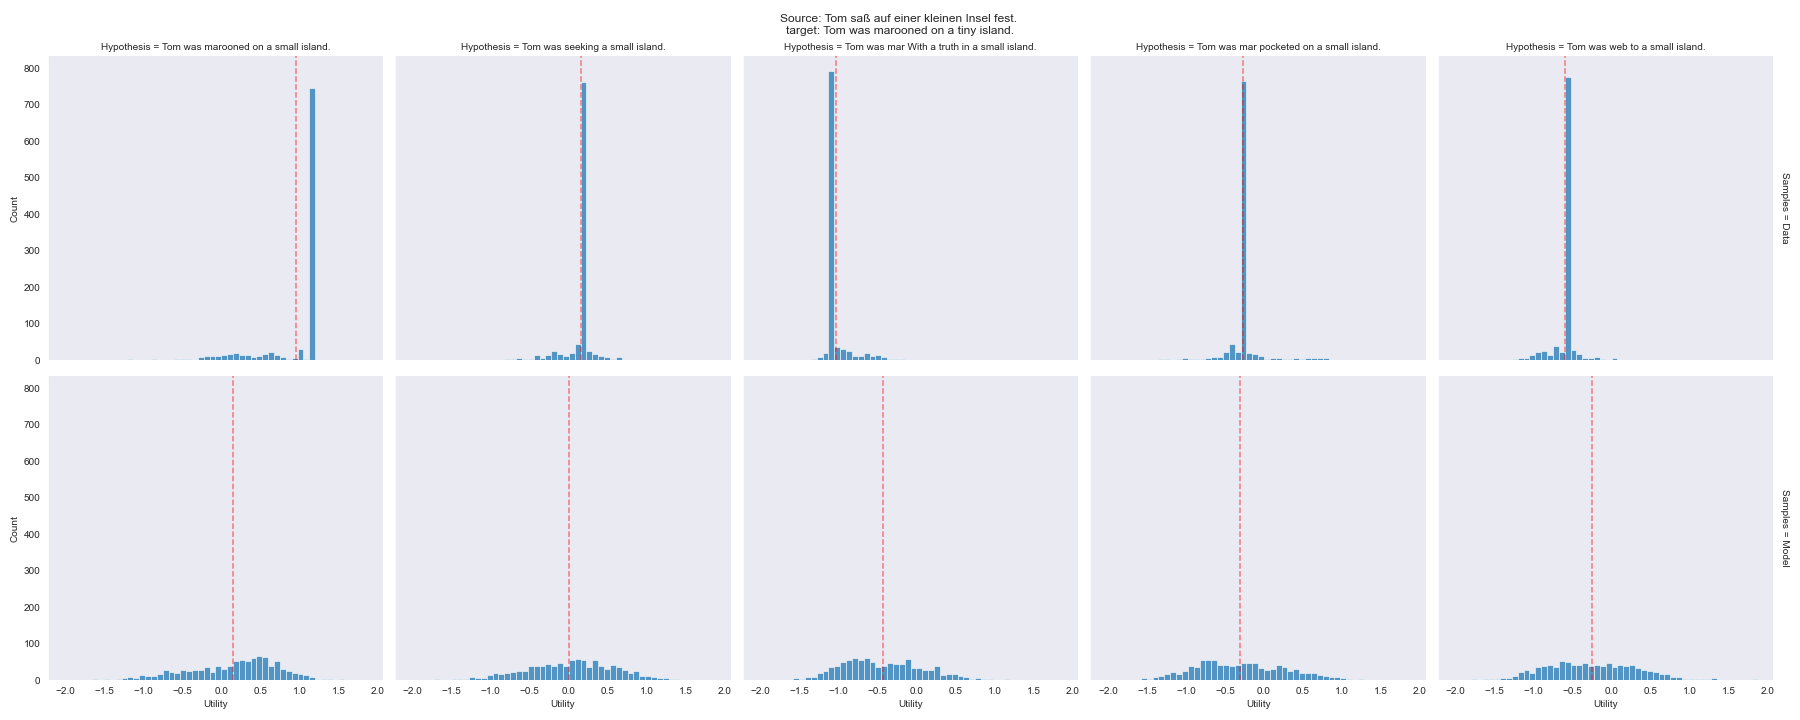 Source: Tom saß auf einer kleinen Insel fest.
target: Tom was marooned on a tiny island.
Hypothesis = Tom was marooned on a small island.
Hypothesis = Tom was seeking a small island.
Hypothesis = Tom was mar With a truth in a small island.
Hypothesis = Tom was mar pocketed on a small island.
Hypothesis = Tom was web to a small island.
800
700
600
500
400
300
200
100
0
Count
Samples = Data
800
700
600
500
400
300
200
100
0
Count
Samples = Model
−2.0 −1.5 −1.0 −0.5 0.0 0.5 1.0 1.5 2.0
−2.0 −1.5 −1.0 −0.5 0.0 0.5 1.0 1.5 2.0
−2.0 −1.5 −1.0 −0.5 0.0 0.5 1.0 1.5 2.0
−2.0 −1.5 −1.0 −0.5 0.0 0.5 1.0 1.5 2.0
−2.0 −1.5 −1.0 −0.5 0.0 0.5 1.0 1.5 2.0
Utility
Utility
Utility
Utility
Utility